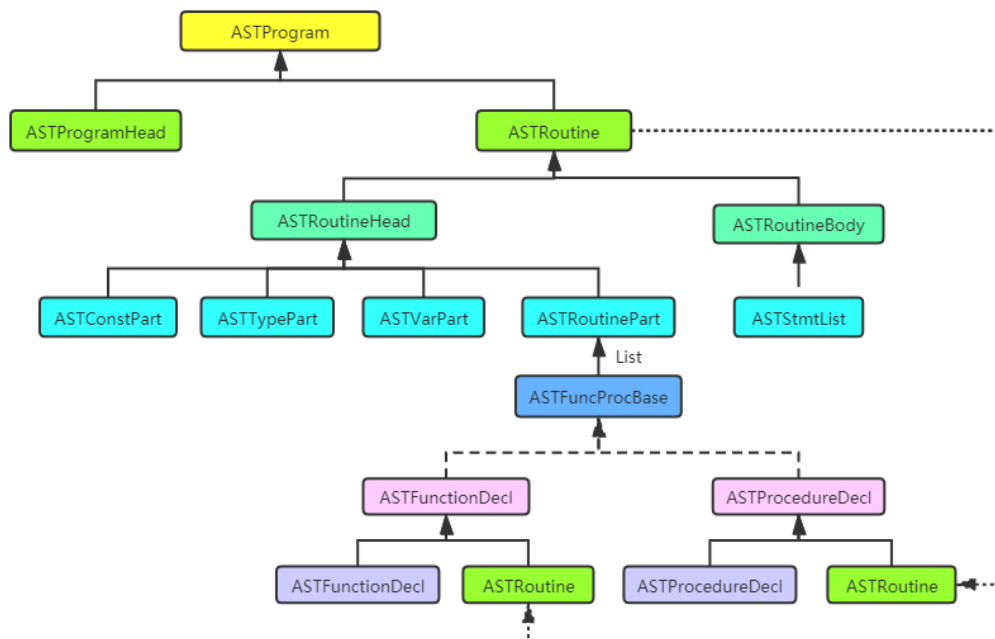 ASTProgram
ASTProgramHead
ASTRoutine
ASTRoutineHead
ASTRoutineBody
ASTConstPart
ASTTypePart
ASTVarPart
ASTRoutinePart
ASTStmtList
List
ASTFuncProcBase
ASTFunctionDecl
ASTProcedureDecl
ASTFunctionDecl
ASTRoutine
ASTProcedureDecl
ASTRoutine